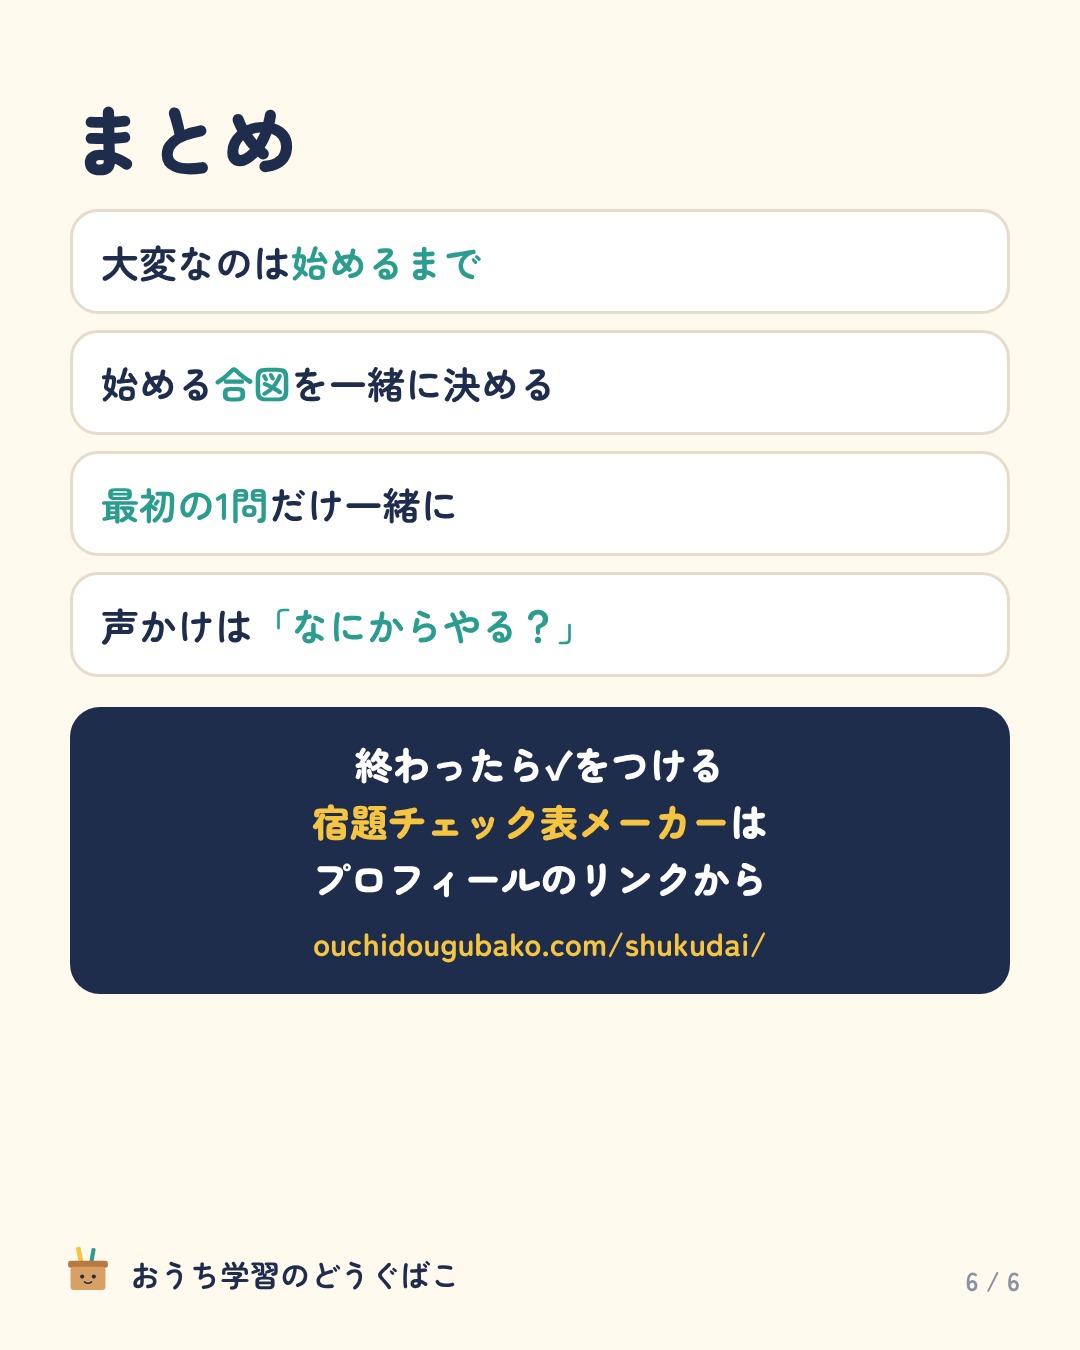 まとめ
大変なのは始めるまで
始める合図を一緒に決める
最初の1問だけ一緒に
声かけは「なにからやる？」
終わったら✓をつける
宿題チェック表メーカーは
プロフィールのリンクから
ouchidougubako.com/shukudai/
おうち学習のどうぐばこ
6 / 6